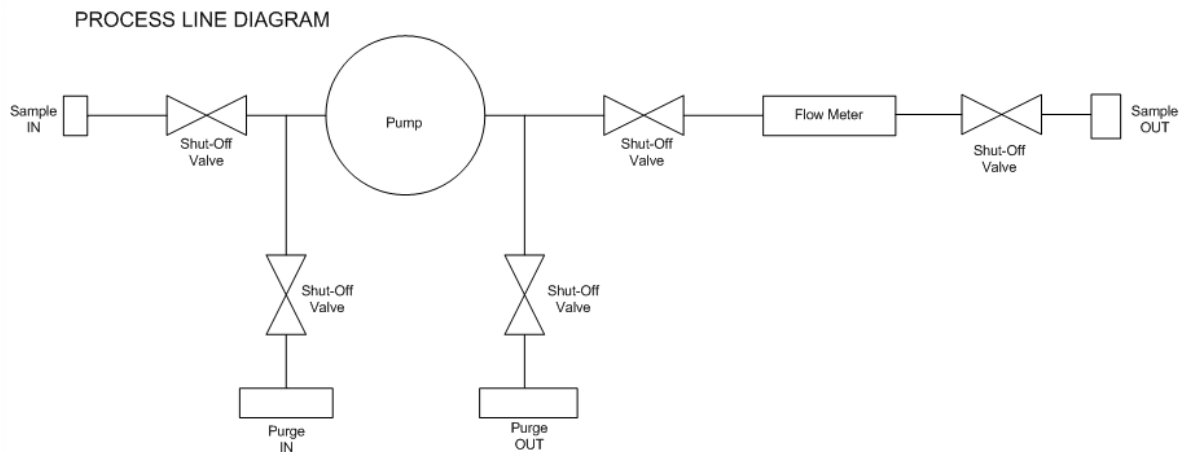 PROCESS LINE DIAGRAM
Sample
IN
Shut-Off
Valve
Pump
Shut-Off
Valve
Flow Meter
Shut-Off
Valve
Sample
OUT
Shut-Off
Valve
Shut-Off
Valve
Purge
IN
Purge
OUT